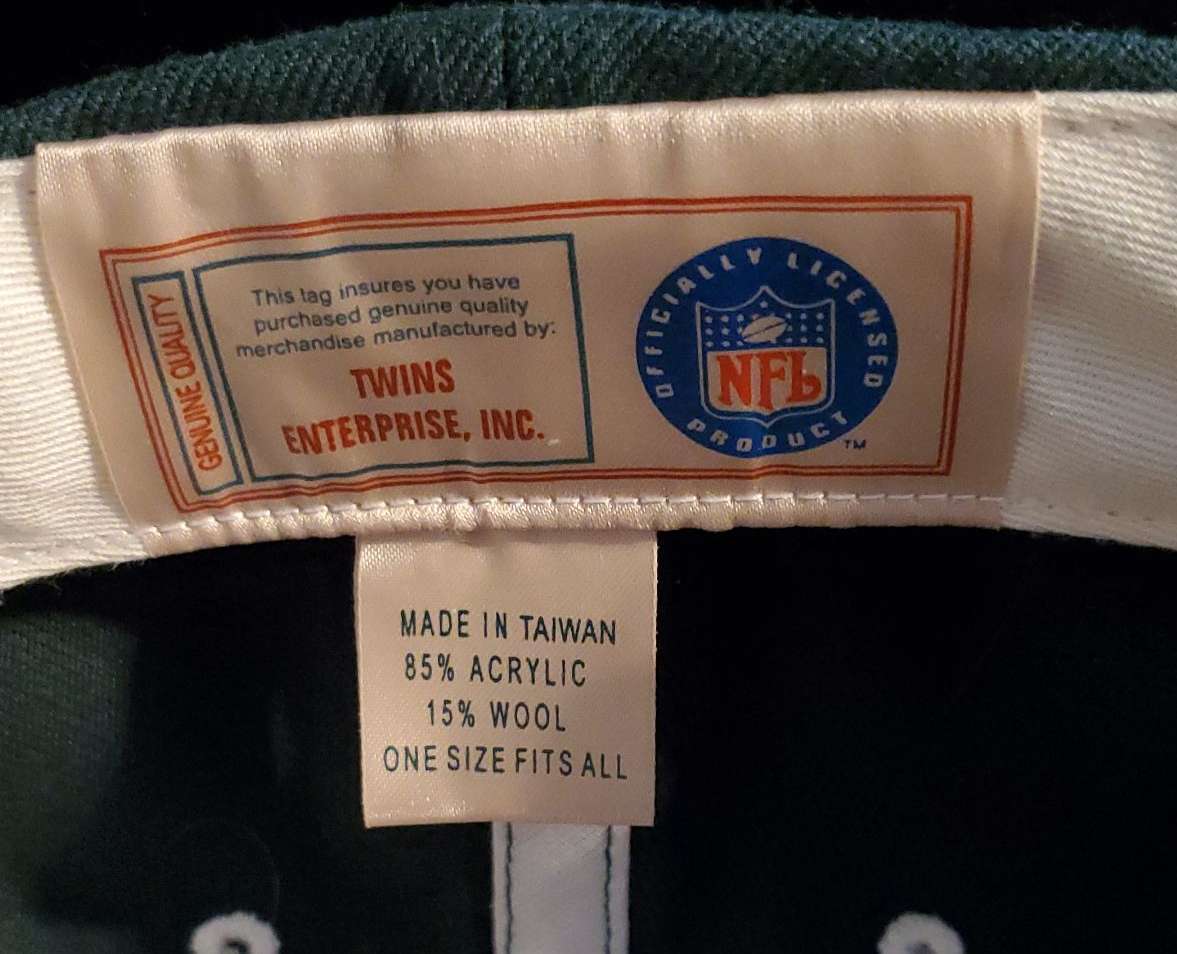 GENUINE QUALITY
This tag insures you have
purchased genuine quality
merchandise manufactured by:
TWINS
ENTERPRISE, INC.
OFFICIALLY LICENSED
NFL
PRODUCT
TM
MADE IN TAIWAN
85% ACRYLIC
15% WOOL
ONE SIZE FITS ALL